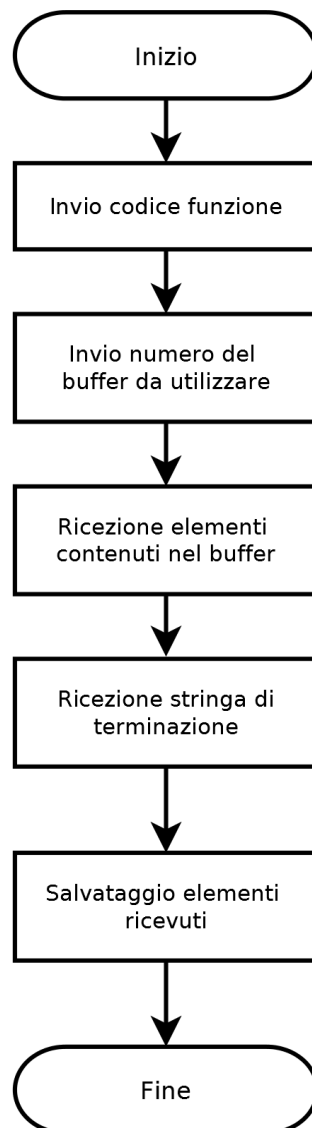 Inizio
Invio codice funzione
Invio numero del
buffer da utilizzare
Ricezione elementi
contenuti nel buffer
Ricezione stringa di
terminazione
Salvataggio elementi
ricevuti
Fine